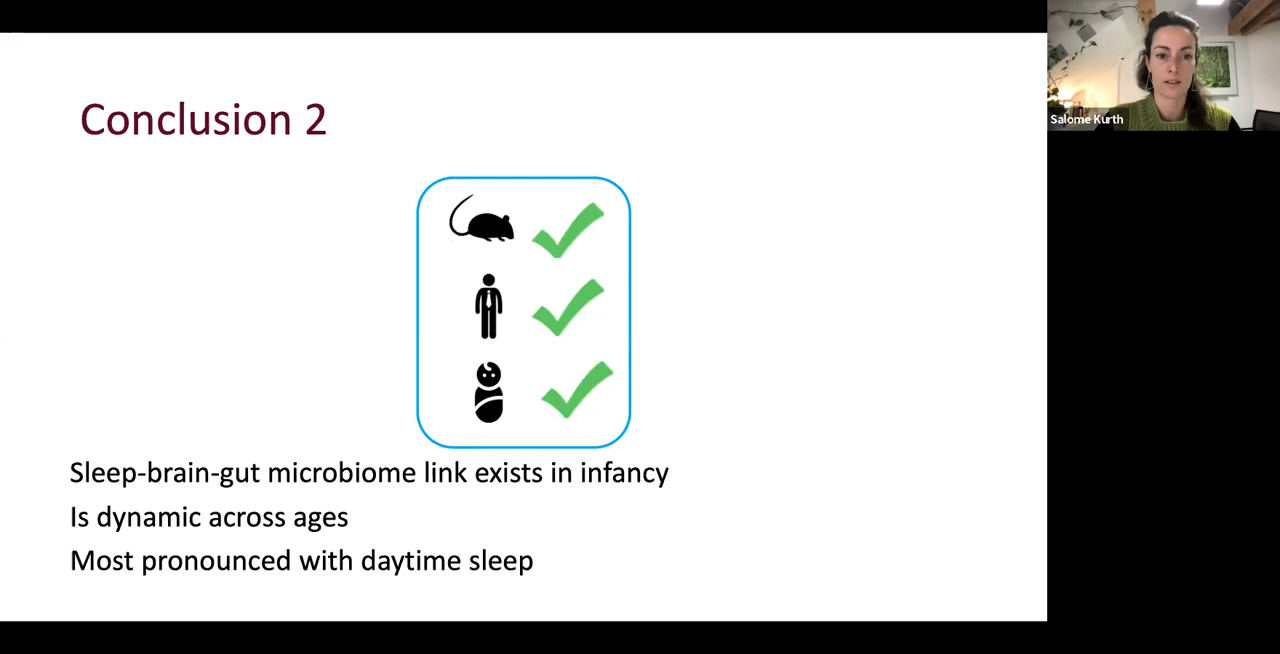 Conclusion 2
Salome Kurth
Sleep-brain-gut microbiome link exists in infancy
Is dynamic across ages
Most pronounced with daytime sleep